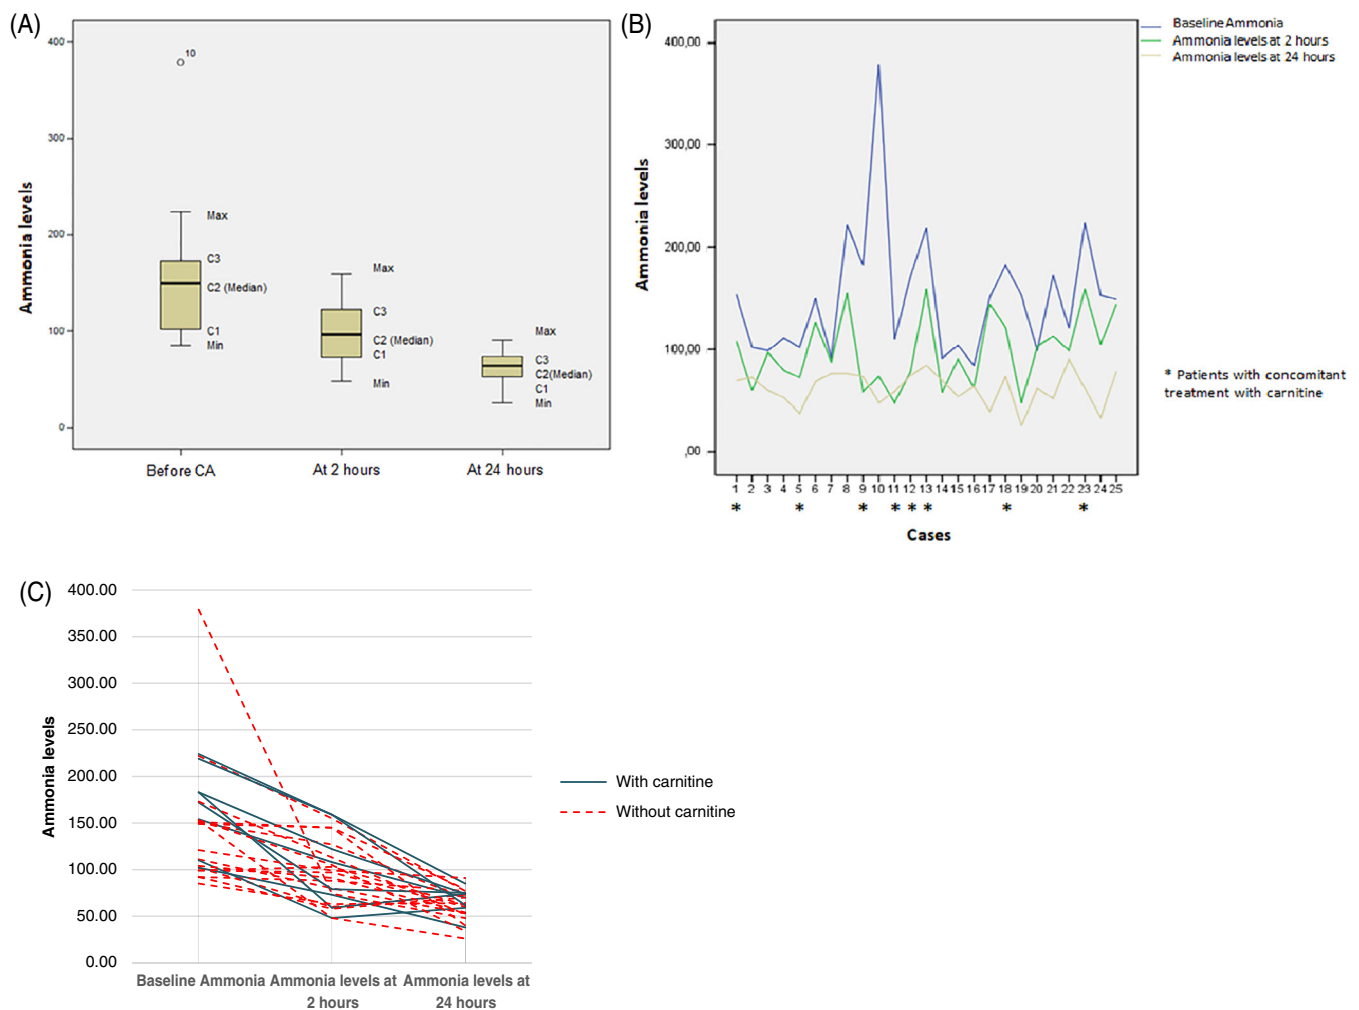 (A)
Ammonia levels
400
300
200
100
0
10
Max
C3
C2 (Median)
C1
Min
Max
C3
C2 (Median)
C1
Min
Max
C3
C2(Median)
C1
Min
Before CA
At 2 hours
At 24 hours
(B)
Ammonia levels
400,00
300,00
200,00
100,00
,00
1 2 3 4 5 6 7 8 9 10 11 12 13 14 15 16 17 18 19 20 21 22 23 24 25
* * * * * * * *
Cases
Baseline Ammonia
Ammonia levels at 2 hours
Ammonia levels at 24 hours
* Patients with concomitant
treatment with carnitine
(C)
Ammonia levels
400.00
350.00
300.00
250.00
200.00
150.00
100.00
50.00
0.00
Baseline Ammonia
Ammonia levels at
2 hours
Ammonia levels at
24 hours
With carnitine
Without carnitine